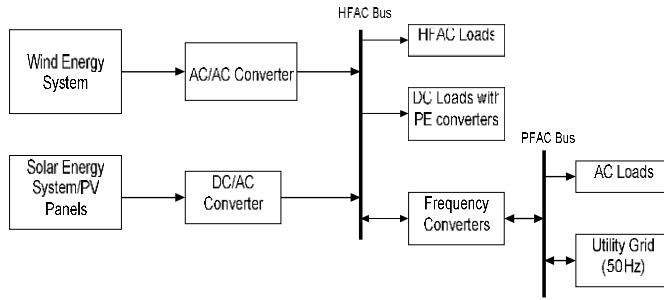 HFAC Bus
Wind Energy
System
AC/AC Converter
HFAC Loads
DC Loads with
PE converters
PFAC Bus
Solar Energy
System/PV
Panels
DC/AC
Converter
Frequency
Converters
AC Loads
Utility Grid
(50Hz)